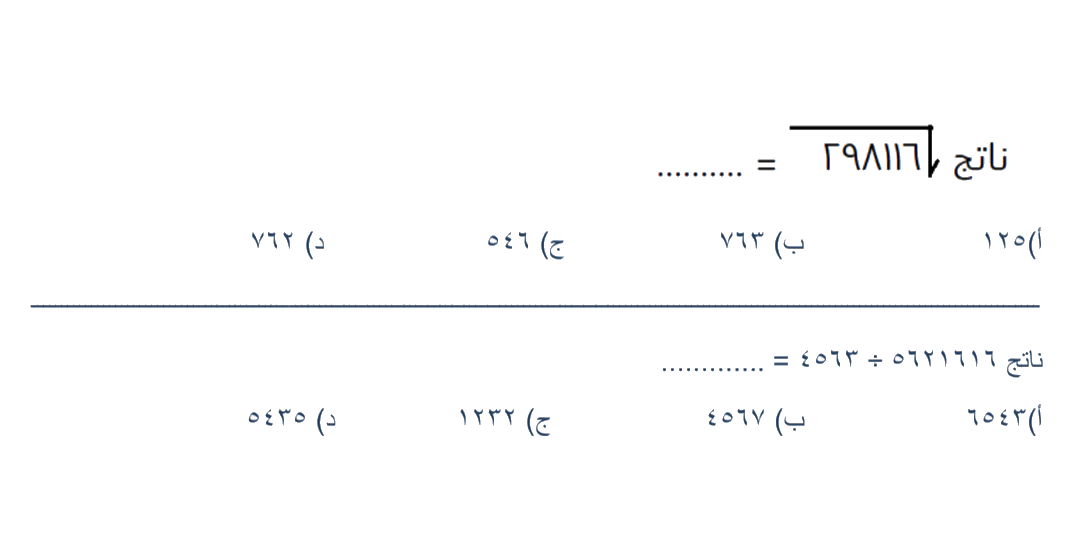 ناتج √٢٩٨١١٦ = ..........
أ)١٢٥ ب) ٧٦٣ ج) ٥٤٦ د) ٧٦٢
ناتج ٥٦٢١٦١٦ ÷ ٤٥٦٣ = .............
أ)٦٥٤٣ ب) ٤٥٦٧ ج) ١٢٣٢ د) ٥٤٣٥